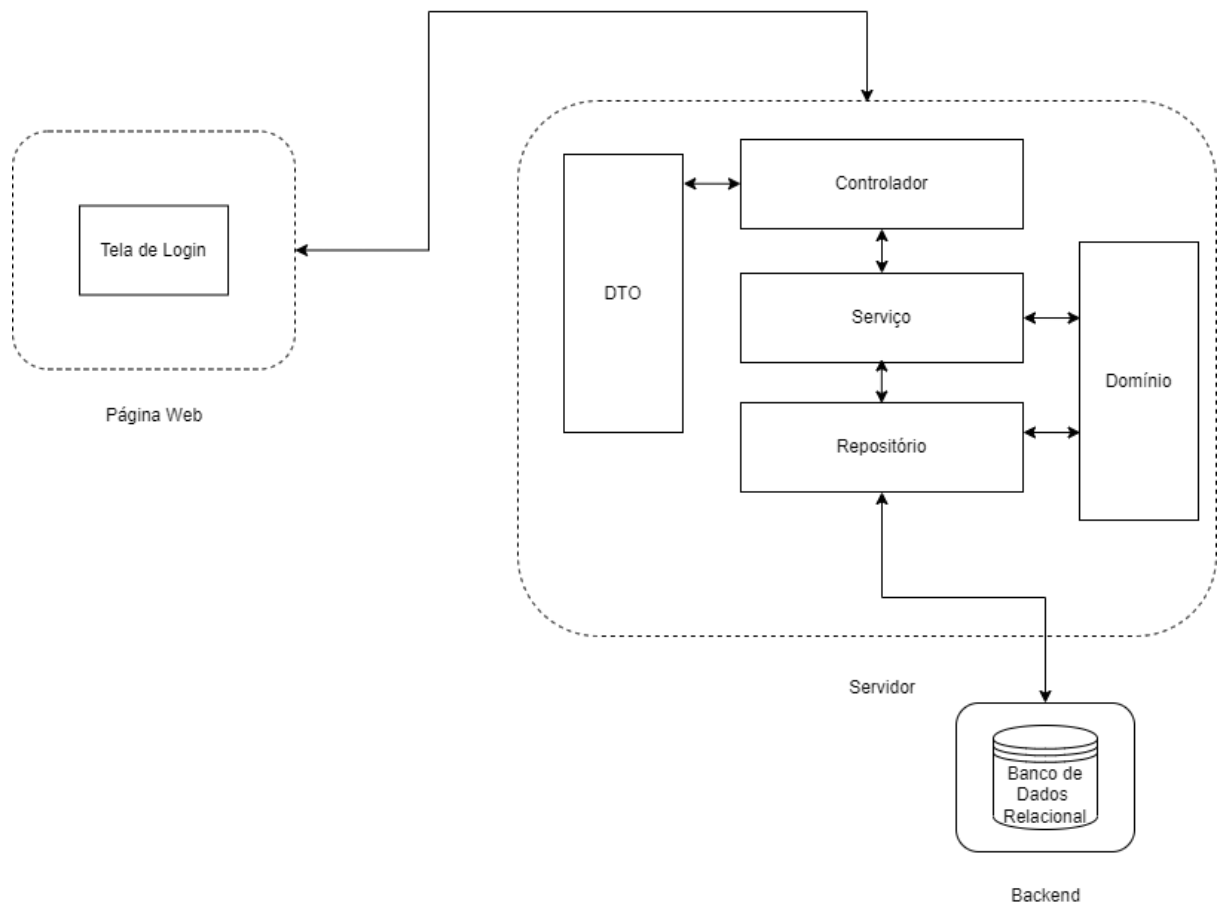 Tela de Login
Página Web
Controlador
DTO
Serviço
Domínio
Repositório
Servidor
Banco de
Dados
Relacional
Backend